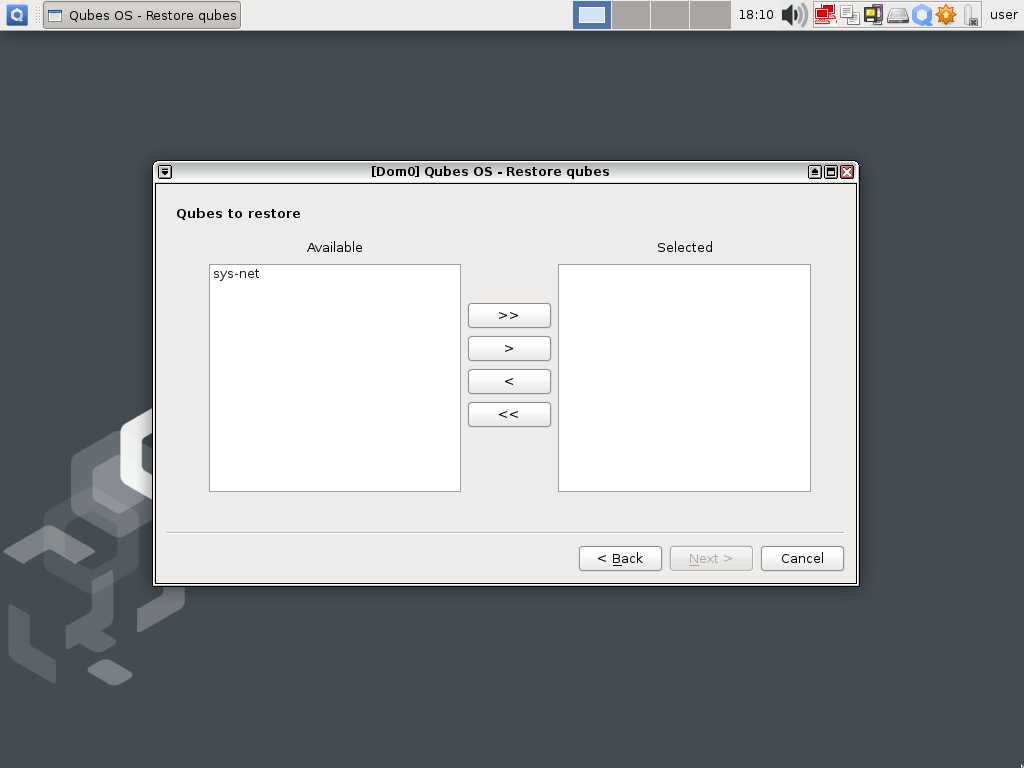 Qubes OS - Restore qubes
18:10
user
[Dom0] Qubes OS - Restore qubes
Qubes to restore
Available
Selected
sys-net
>>
>
<
<<
< Back
Next >
Cancel